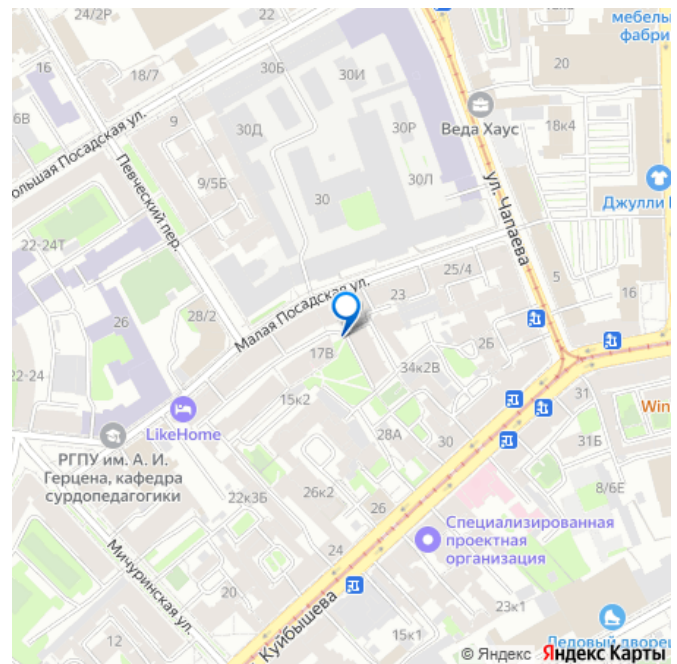 24/2Р
22
мебель
фабри
16
18/7
30Б
30И
20
6В
9
30Д
30Р
Веда Хаус
18к4
ольшая Посадская ул.
Певческий пер.
9/5Б
30
30Л
ул. Чапаева
Джулли
22-24Т
25/4
5
16
26
28/2
Малая Посадская ул.
23
17В
2Б
34к2В
22-24
15к2
31
LikeHome
Win
28А
30
31Б
РГПУ им. А. И.
Герцена, кафедра
сурдопедагогики
22к3Б
26к2
26
8/6Е
Специализированная
проектная
организация
Мичуринская ул.
24
20
Куйбышева
23к1
12
15к1
Ледовый дворец
© Яндекс Яндекс Карты